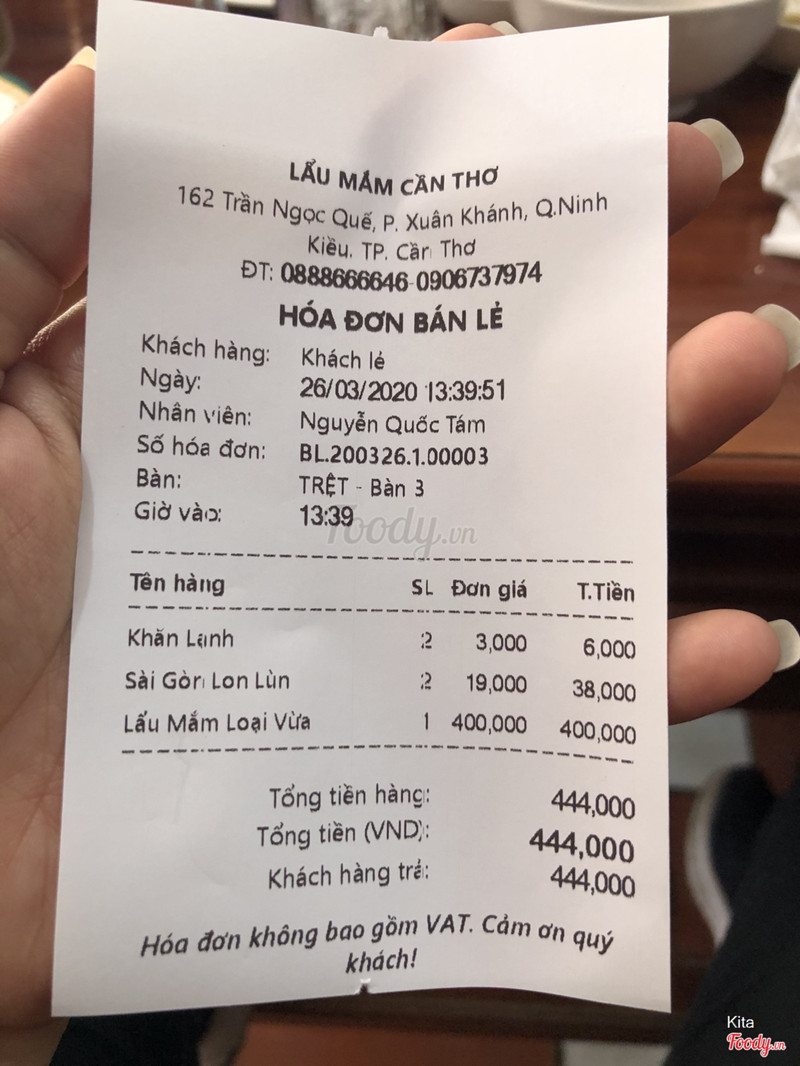 LẨU MẮM CẦN THƠ
162 Trần Ngọc Quế, P. Xuân Khánh, Q.Ninh
Kiều, TP. Cần Thơ
ĐT: 0888666646-0906737974
HÓA ĐƠN BÁN LẺ
Khách hàng: Khách lẻ
Ngày: 26/03/2020 13:39:51
Nhân viên: Nguyễn Quốc Tám
Số hóa đơn: BL.200326.1.00003
Bàn: TRỆT - Bàn 3
Giờ vào: 13:39
Foody.vn
Tên hàng SL Đơn giá T.Tiền
Khăn Lạnh 2 3,000 6,000
Sài Gòn Lon Lùn 2 19,000 38,000
Lẩu Mắm Loại Vừa 1 400,000 400,000
Tổng tiền hàng: 444,000
Tổng tiền (VND): 444,000
Khách hàng trả: 444,000
Hóa đơn không bao gồm VAT. Cảm ơn quý
khách!
Kita
Foody.vn